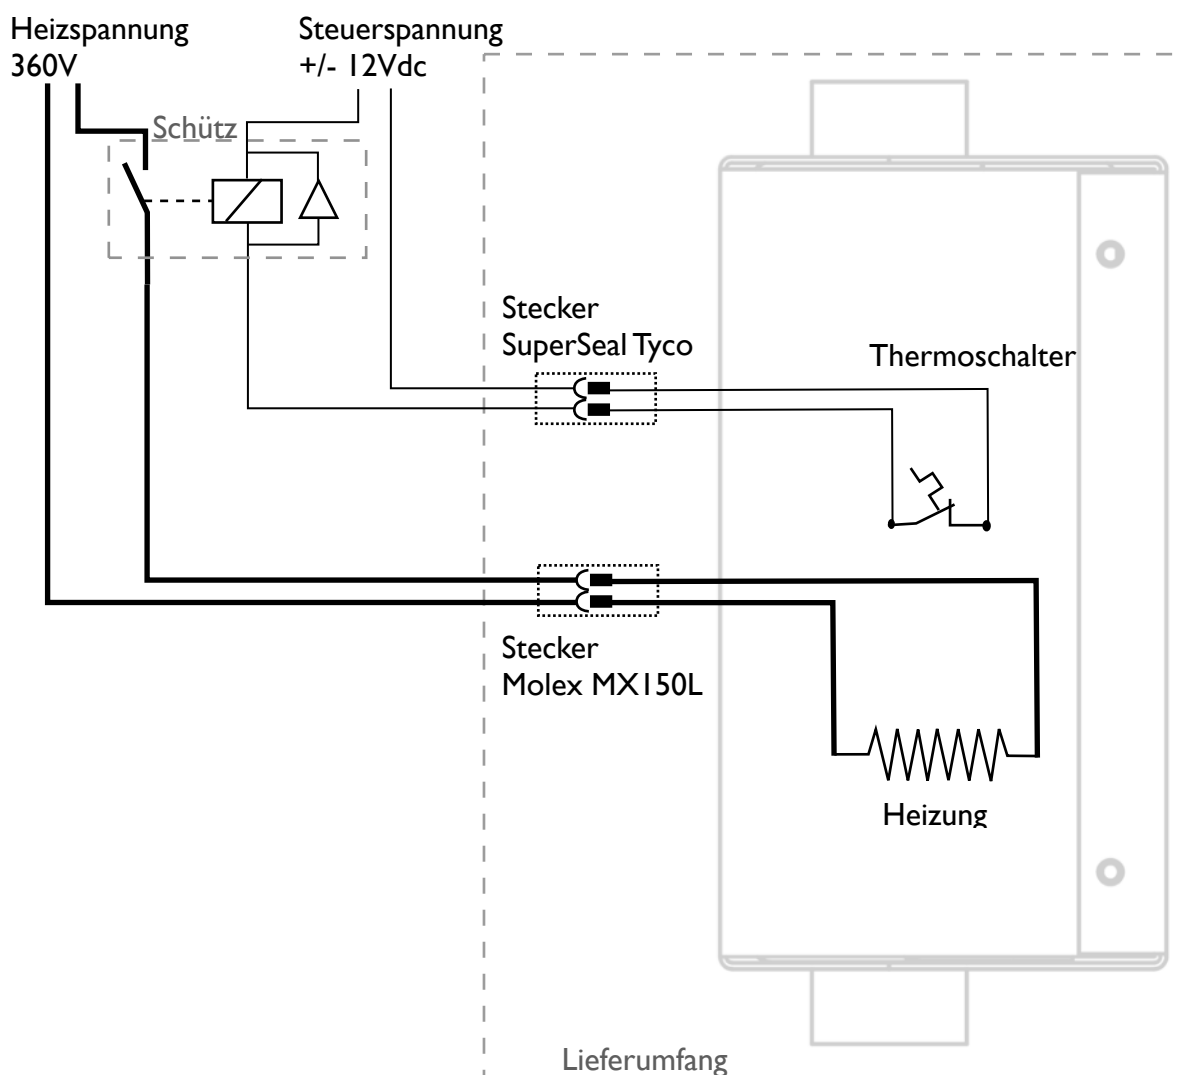 Heizspannung
360V
Steuerspannung
+/- 12Vdc
Schütz
Stecker
SuperSeal Tyco
Thermoschalter
Stecker
Molex MX150L
Heizung
Lieferumfang